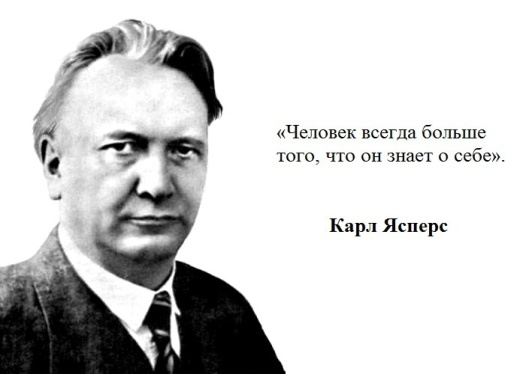 «Человек всегда больше
того, что он знает о себе».
Карл Ясперс